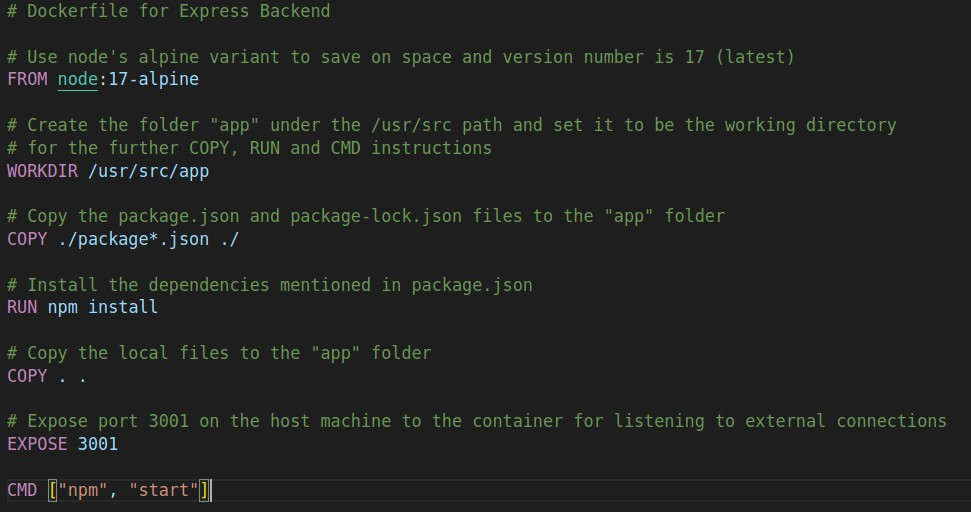 # Dockerfile for Express Backend
# Use node's alpine variant to save on space and version number is 17 (latest)
FROM node:17-alpine
# Create the folder "app" under the /usr/src path and set it to be the working directory
# for the further COPY, RUN and CMD instructions
WORKDIR /usr/src/app
# Copy the package.json and package-lock.json files to the "app" folder
COPY ./package*.json ./
# Install the dependencies mentioned in package.json
RUN npm install
# Copy the local files to the "app" folder
COPY . .
# Expose port 3001 on the host machine to the container for listening to external connections
EXPOSE 3001
CMD ["npm", "start"]